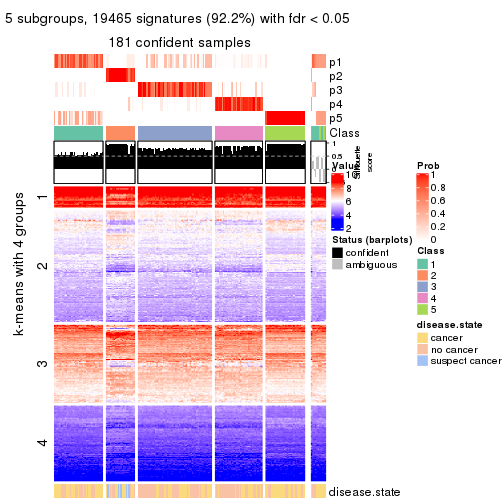 5 subgroups, 19465 signatures (92.2%) with fdr < 0.05
181 confident samples
p1
p2
p3
p4
p5
Class
1
0.5
0
Silhouette
score
k-means with 4 groups
1
2
3
4
disease.state
Value
10
8
6
4
2
Status (barplots)
confident
ambiguous
Prob
1
0.8
0.6
0.4
0.2
0
Class
1
2
3
4
5
disease.state
cancer
no cancer
suspect cancer